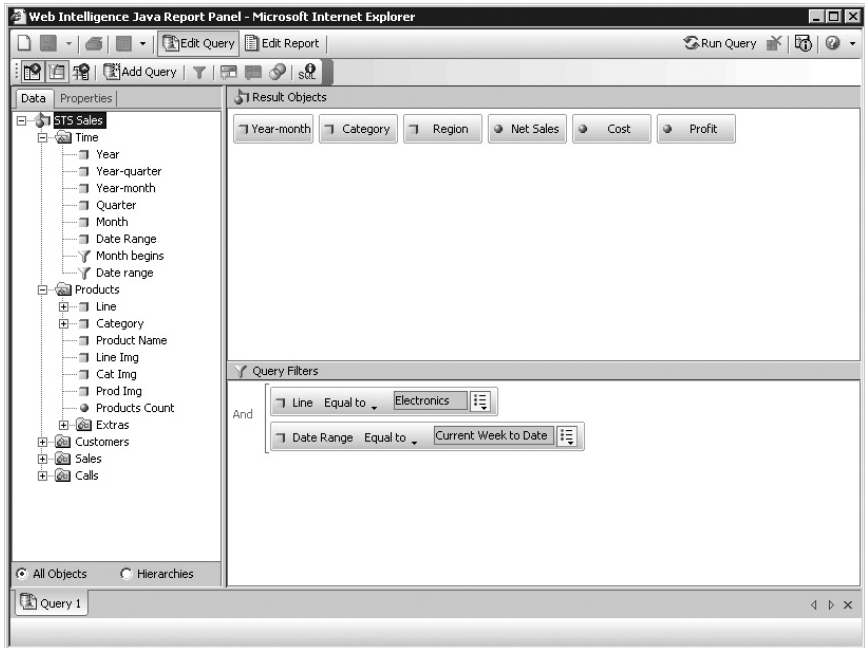 Web Intelligence Java Report Panel - Microsoft Internet Explorer
Edit Query Edit Report Run Query
Add Query SQL
Data Properties
STS Sales
Time
Year
Year-quarter
Year-month
Quarter
Month
Date Range
Month begins
Date range
Products
Line
Category
Product Name
Line Img
Cat Img
Prod Img
Products Count
Extras
Customers
Sales
Calls
All Objects Hierarchies
Result Objects
Year-month Category Region Net Sales Cost Profit
Query Filters
And
Line Equal to Electronics
Date Range Equal to Current Week to Date
Query 1